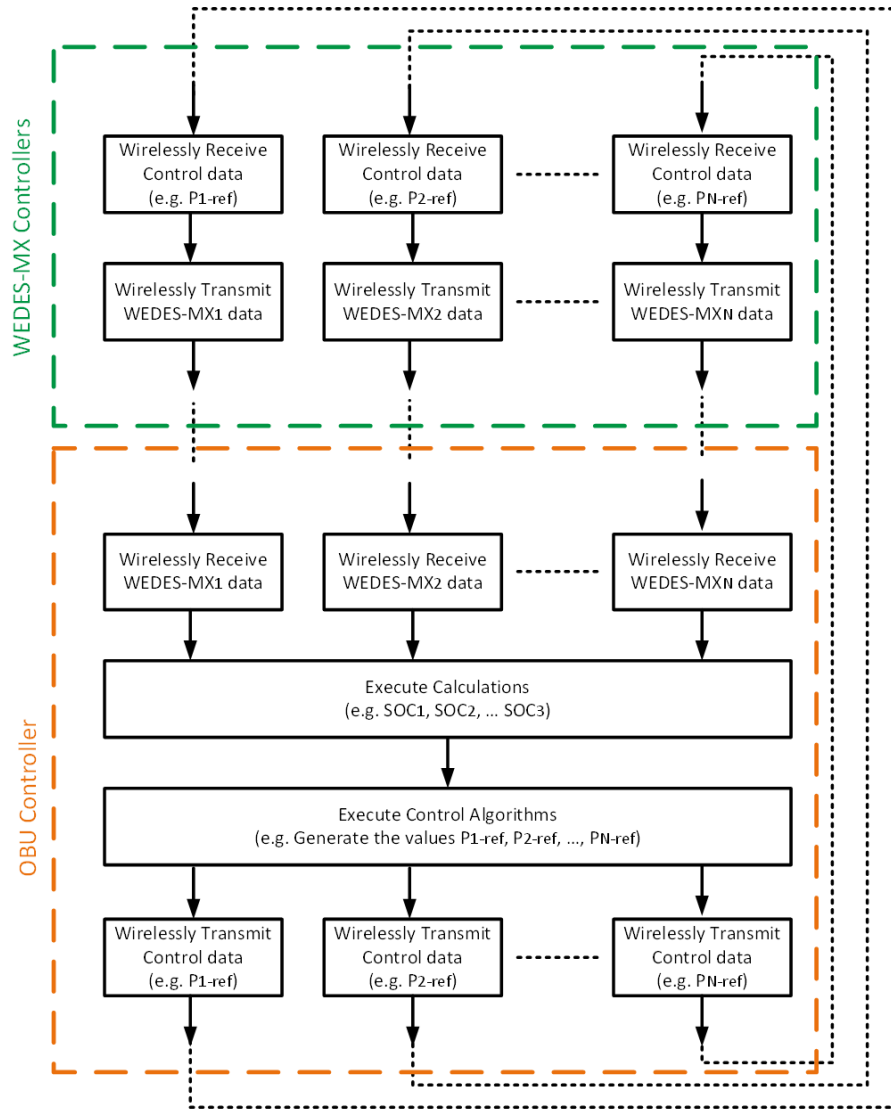 WEDES-MX Controllers
Wirelessly Receive
Control data
(e.g. P1-ref)
Wirelessly Receive
Control data
(e.g. P2-ref)
Wirelessly Receive
Control data
(e.g. PN-ref)
Wirelessly Transmit
WEDES-MX1 data
Wirelessly Transmit
WEDES-MX2 data
Wirelessly Transmit
WEDES-MXN data
OBU Controller
Wirelessly Receive
WEDES-MX1 data
Wirelessly Receive
WEDES-MX2 data
Wirelessly Receive
WEDES-MXN data
Execute Calculations
(e.g. SOC1, SOC2, ... SOC3)
Execute Control Algorithms
(e.g. Generate the values P1-ref, P2-ref, ..., PN-ref)
Wirelessly Transmit
Control data
(e.g. P1-ref)
Wirelessly Transmit
Control data
(e.g. P2-ref)
Wirelessly Transmit
Control data
(e.g. PN-ref)